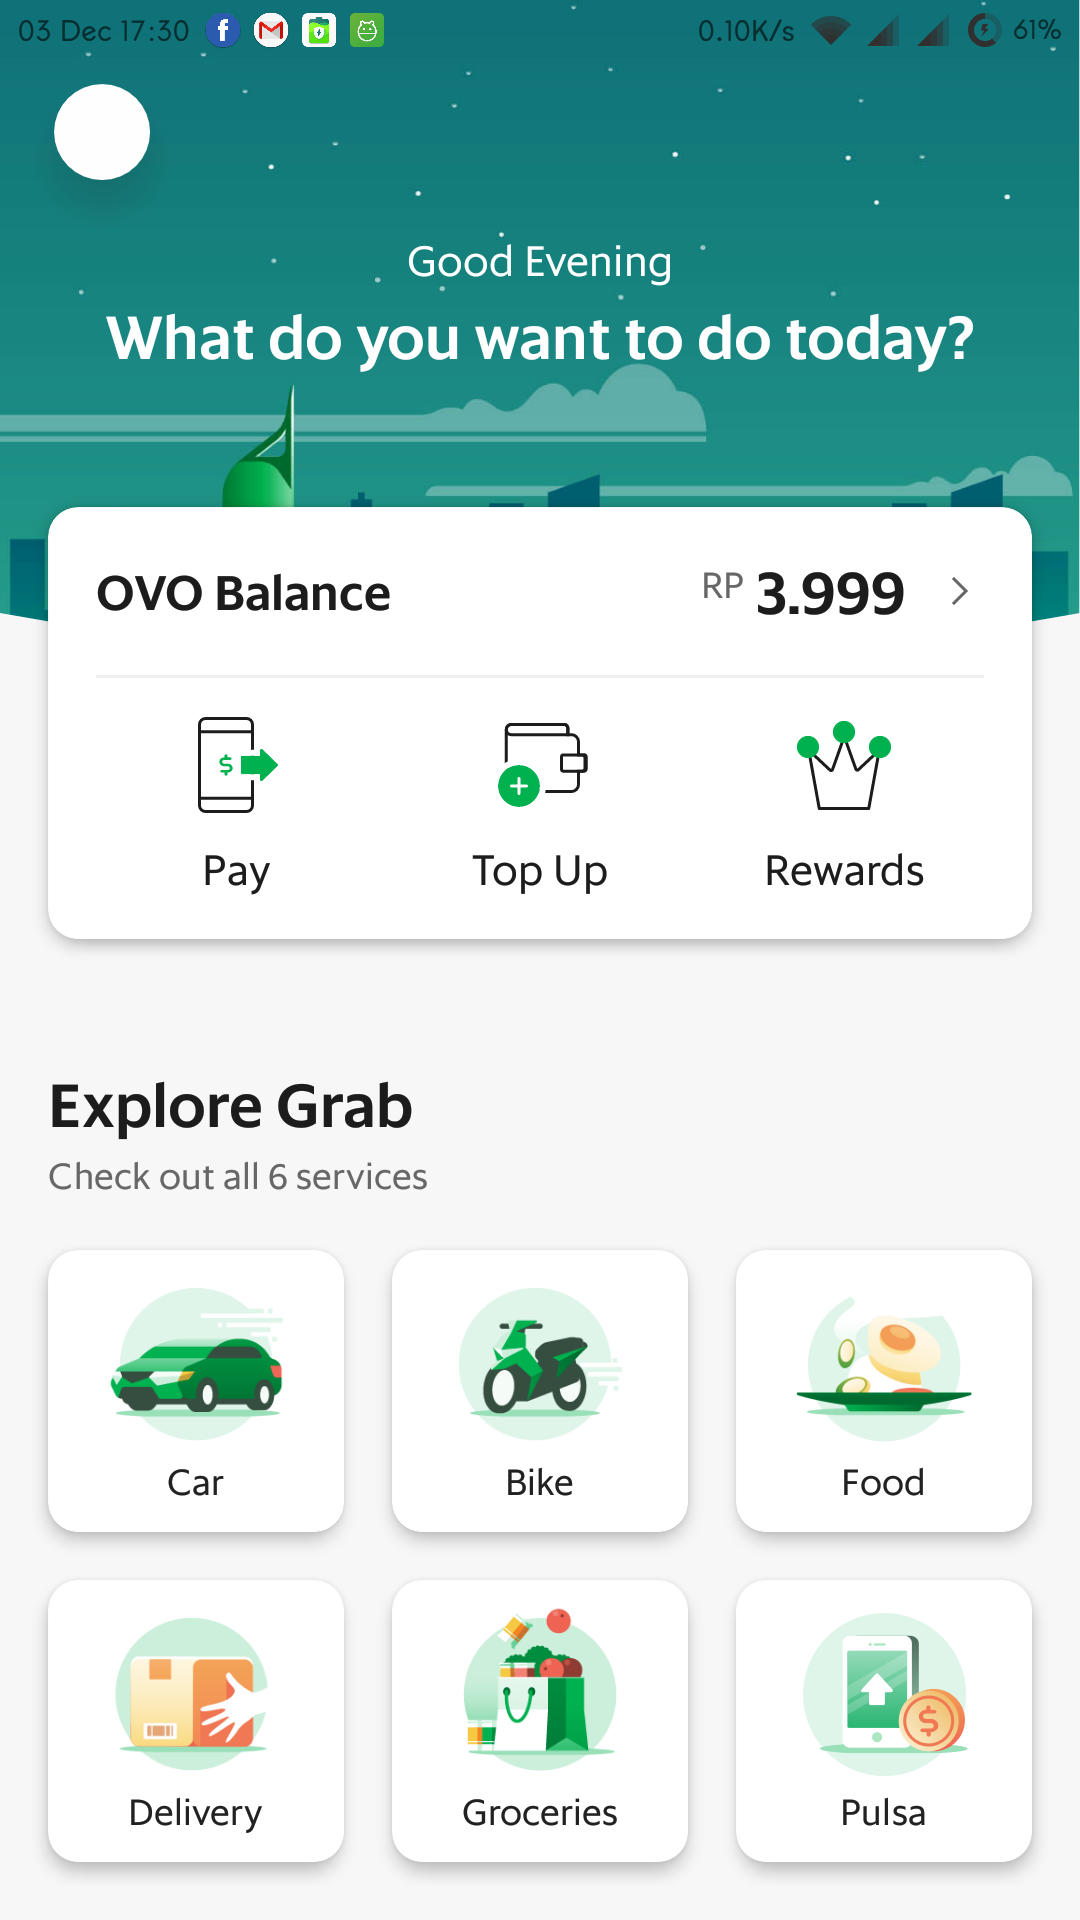 03 Dec 17:30 0.10K/s 61%
Good Evening
What do you want to do today?
OVO Balance RP 3.999
$
Pay Top Up Rewards
Explore Grab
Check out all 6 services
Car Bike Food
$
Delivery Groceries Pulsa